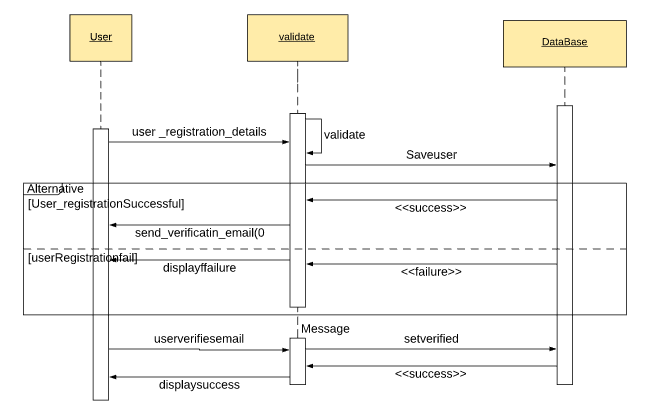 User
validate
DataBase
user _registration_details
validate
Saveuser
Alternative
[User_registrationSuccessful]
<<success>>
send_verificatin_email(0
[userRegistrationfail]
displayffailure
<<failure>>
Message
userverifiesemail
setverified
<<success>>
displaysuccess